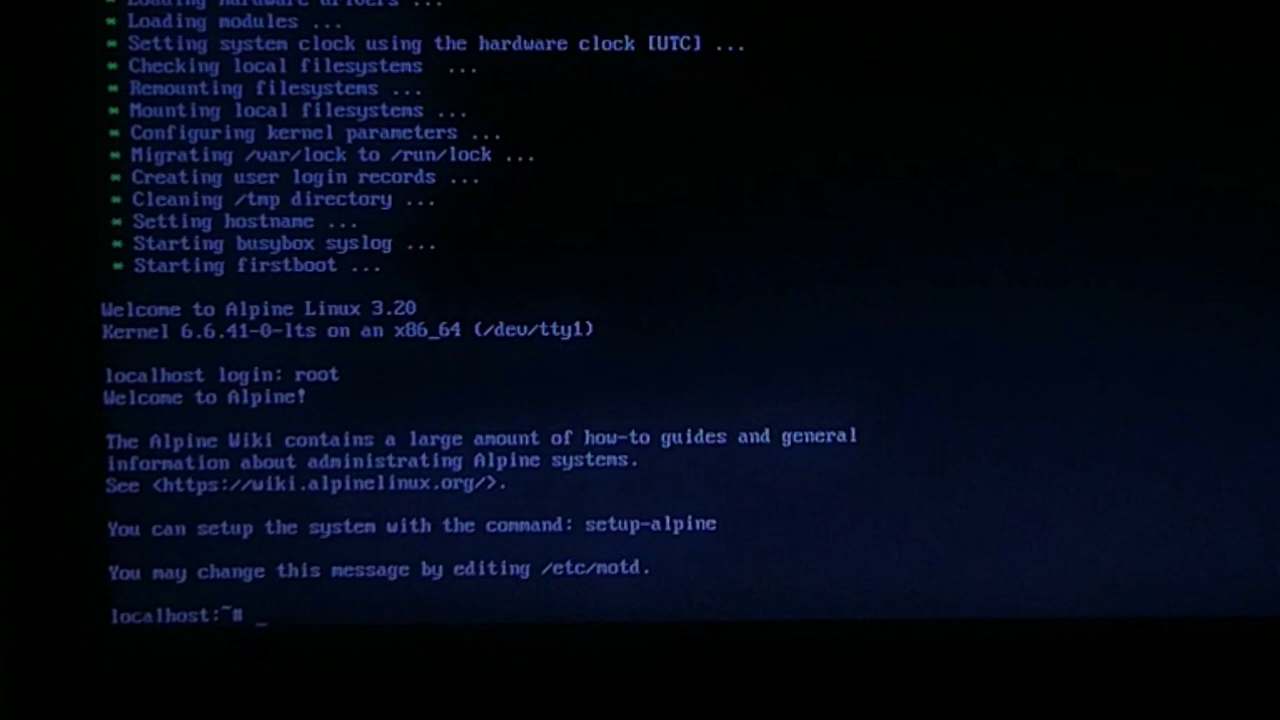 * Loading hardware drivers ...
* Loading modules ...
* Setting system clock using the hardware clock [UTC] ...
* Checking local filesystems  ...
* Remounting filesystems ...
* Mounting local filesystems ...
* Configuring kernel parameters ...
* Migrating /var/lock to /run/lock ...
* Creating user login records ...
* Cleaning /tmp directory ...
* Setting hostname ...
* Starting busybox syslog ...
* Starting firstboot ...
Welcome to Alpine Linux 3.20
Kernel 6.6.41-0-lts on an x86_64 (/dev/tty1)
localhost login: root
Welcome to Alpine!
The Alpine Wiki contains a large amount of how-to guides and general
information about administrating Alpine systems.
See <https://wiki.alpinelinux.org/>.
You can setup the system with the command: setup-alpine
You may change this message by editing /etc/motd.
localhost:~# _